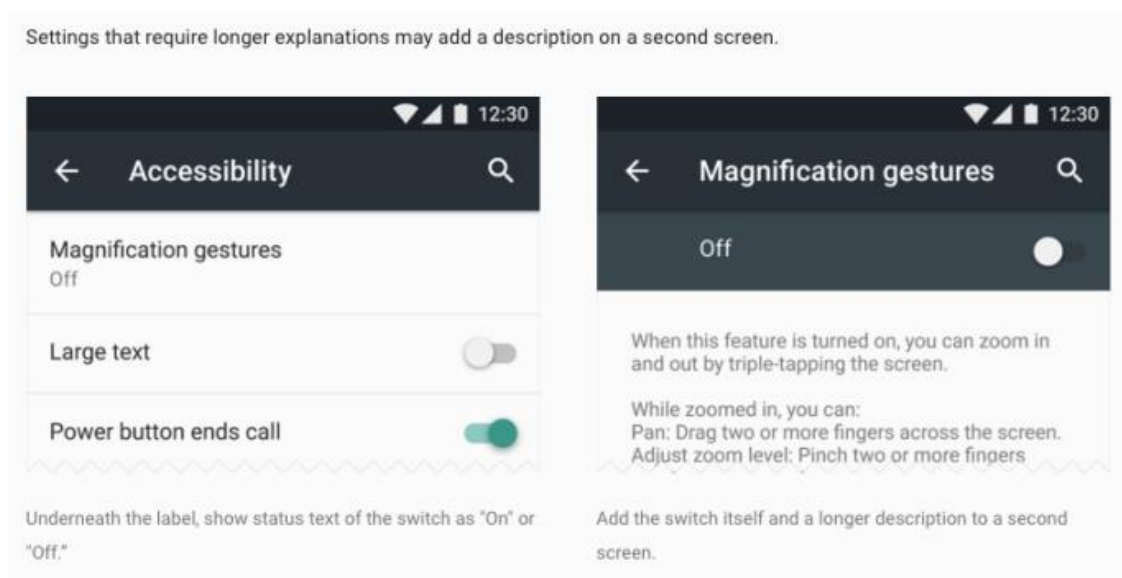 Settings that require longer explanations may add a description on a second screen.
12:30
Accessibility
Magnification gestures
Off
Large text
Power button ends call
Underneath the label, show status text of the switch as "On" or
"Off."
12:30
Magnification gestures
Off
When this feature is turned on, you can zoom in
and out by triple-tapping the screen.
While zoomed in, you can:
Pan: Drag two or more fingers across the screen.
Adjust zoom level: Pinch two or more fingers
Add the switch itself and a longer description to a second
screen.